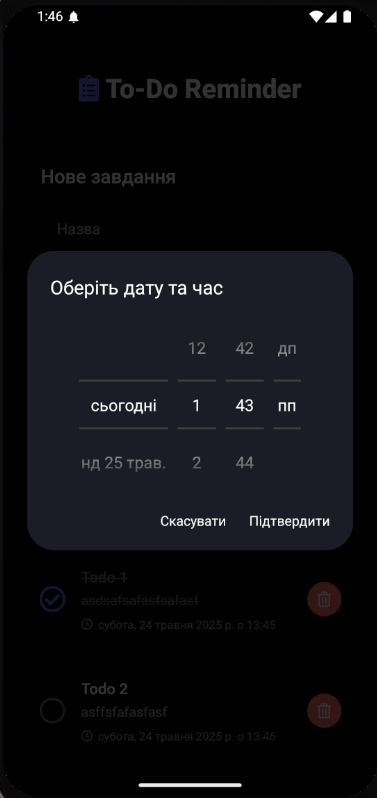 1:46
To-Do Reminder
Нове завдання
Назва
Оберіть дату та час
12 42 дп
сьогодні 1 43 пп
нд 25 трав. 2 44
Скасувати Підтвердити
Todo 1
asdsafsafasfsafasf
субота, 24 травня 2025 р. о 13:45
Todo 2
asffsfafasfasf
субота, 24 травня 2025 р. о 13:46